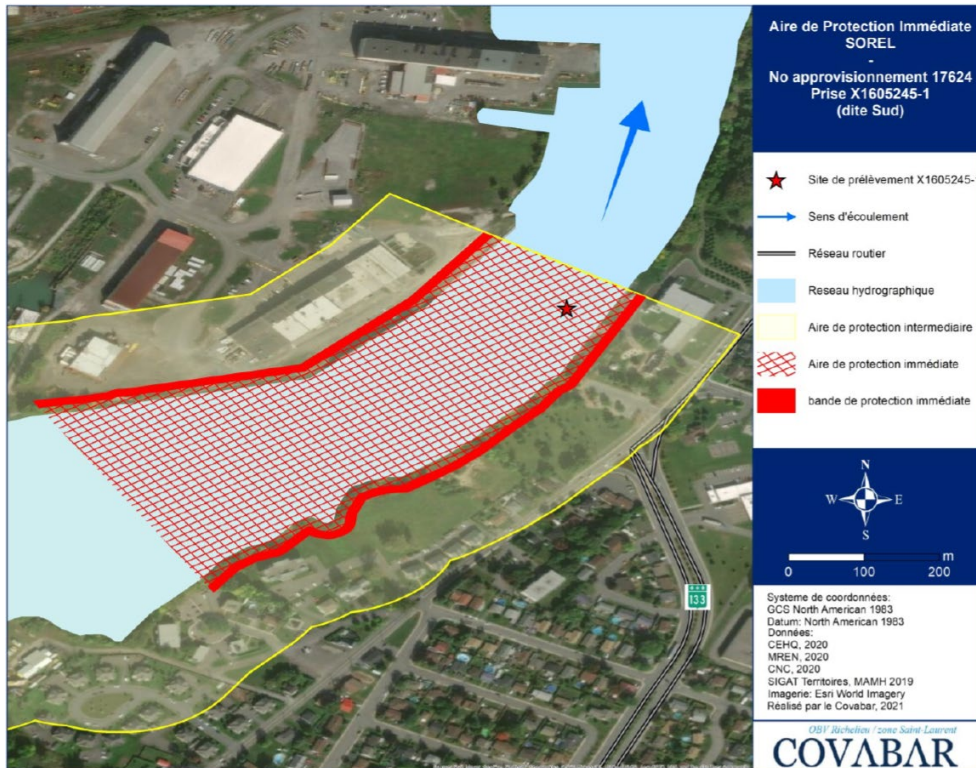 Aire de Protection Immédiate
SOREL
-
No approvisionnement 17624
Prise X1605245-1
(dite Sud)
Site de prélèvement X1605245-
Sens d'écoulement
Réseau routier
Reseau hydrographique
Aire de protection intermediaire
Aire de protection immédiate
bande de protection immédiate
N
W E
S
m
0 100 200
133
Systeme de coordonnées:
GCS North American 1983
Datum: North American 1983
Données:
CEHQ, 2020
MREN, 2020
CNC, 2020
SIGAT Territoires, MAMH 2019
Imagerie: Esri World Imagery
Réalisé par le Covabar, 2021
OBV Richelieu / zone Saint-Laurent
COVABAR